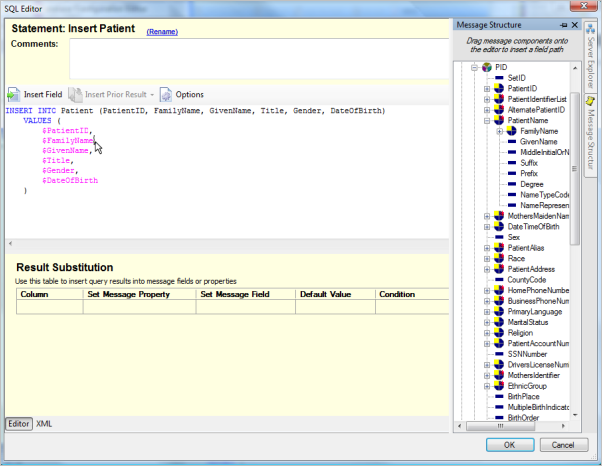 SQL Editor
Statement: Insert Patient (Rename)
Comments:
Insert Field Insert Prior Result Options
INSERT INTO Patient (PatientID, FamilyName, GivenName, Title, Gender, DateOfBirth)
VALUES (
$PatientID,
$FamilyName,
$GivenName,
$Title,
$Gender,
$DateOfBirth
)
Result Substitution
Use this table to insert query results into message fields or properties
Column Set Message Property Set Message Field Default Value Condition
Editor XML
Message Structure
Drag message components onto
the editor to insert a field path
PID
SetID
PatientID
PatientIdentifierList
AlternatePatientID
PatientName
FamilyName
GivenName
MiddleInitialOrN
Suffix
Prefix
Degree
NameTypeCode
NameRepresen
MothersMaidenNam
DateTimeOfBirth
Sex
PatientAlias
Race
PatientAddress
CountyCode
HomePhoneNumbe
BusinessPhoneNum
PrimaryLanguage
MaritalStatus
Religion
PatientAccountNum
SSNNumber
DriversLicenseNum
MothersIdentifier
EthnicGroup
BirthPlace
MultipleBirthIndicato
BirthOrder
Server Explorer
Message Structur
OK Cancel